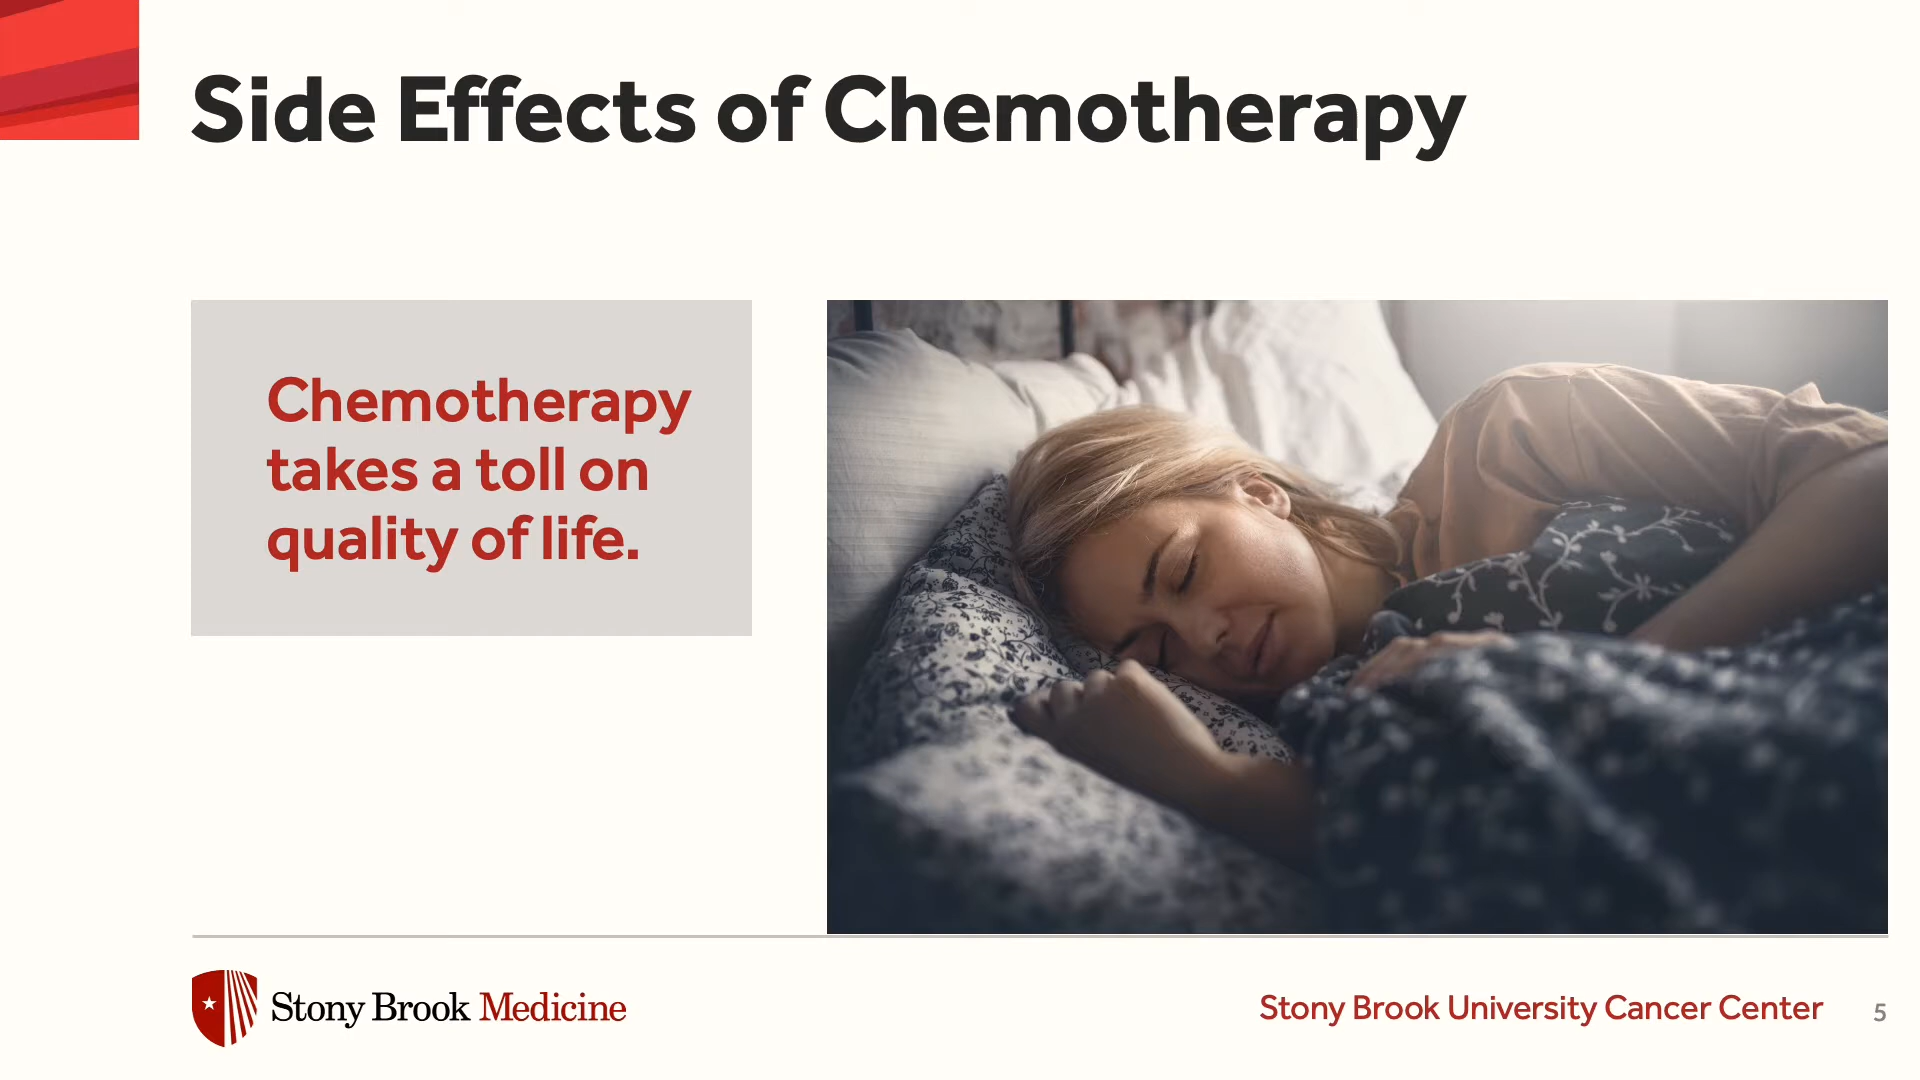 Side Effects of Chemotherapy
Chemotherapy
takes a toll on
quality of life.
Stony Brook Medicine
Stony Brook University Cancer Center
5